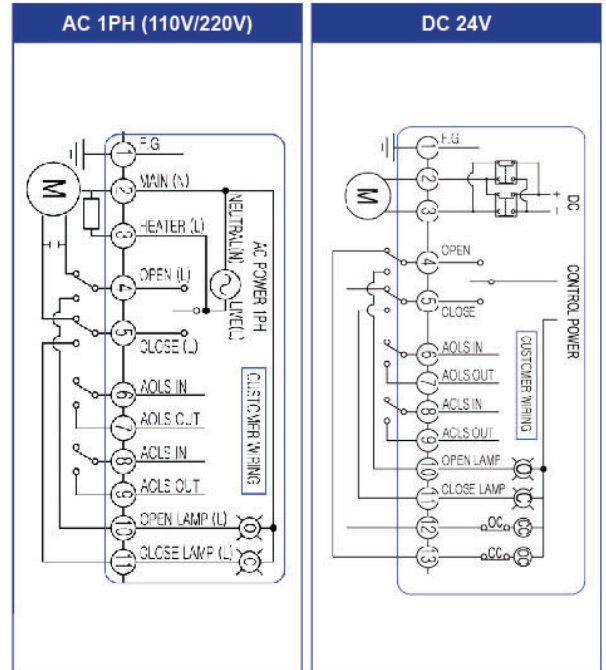 AC 1PH (110V/220V)
F.G
1
MAIN (N)
2
M
HEATER (L)
3
NEUTRAL(N)
AC POWER 1PH
LIVE(L)
OPEN (L)
4
CLOSE (L)
5
CUSTCMER WIRING
AOLS IN
6
AOLS OUT
7
ACLS IN
8
ACLS OUT
9
OPEN LAMP (L)
10
O
CLOSE LAMP (L)
11
C
DC 24V
F.G
1
2
M
3
+
-
DC
OPEN
4
CLOSE
5
CONTROL POWER
CUSTOMER WIRING
AOLS IN
6
AOLS OUT
7
ACLS IN
8
ACLS OUT
9
OPEN LAMP
10
O
CLOSE LAMP
11
C
12
OC
CC
13
CC
OC